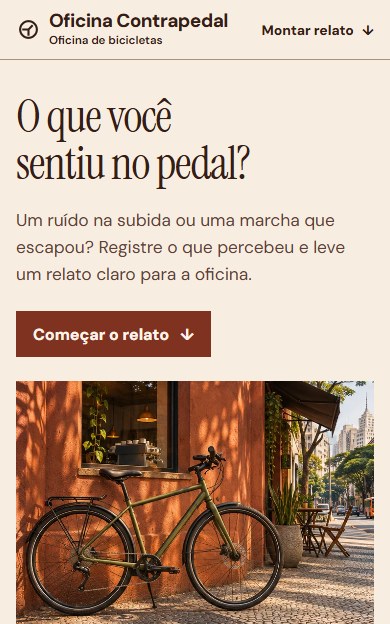 Oficina Contrapedal
Oficina de bicicletas
Montar relato ↓
O que você
sentiu no pedal?
Um ruído na subida ou uma marcha que
escapou? Registre o que percebeu e leve
um relato claro para a oficina.
Começar o relato ↓